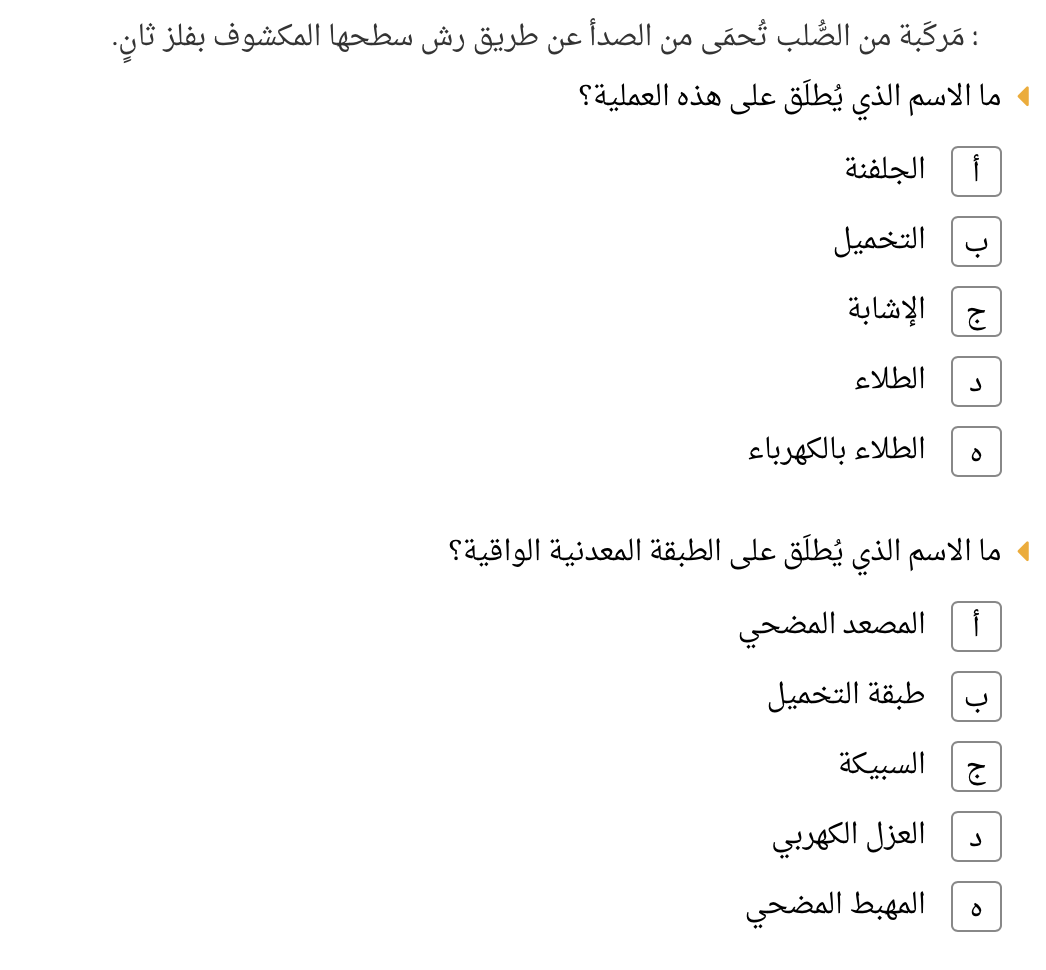 : مَركَبة من الصُّلب تُحمَى من الصدأ عن طريق رش سطحها المكشوف بفلز ثانٍ.
ما الاسم الذي يُطلَق على هذه العملية؟
أ الجلفنة
ب التخميل
ج الإشابة
د الطلاء
ه الطلاء بالكهرباء
ما الاسم الذي يُطلَق على الطبقة المعدنية الواقية؟
أ المصعد المضحي
ب طبقة التخميل
ج السبيكة
د العزل الكهربي
ه المهبط المضحي